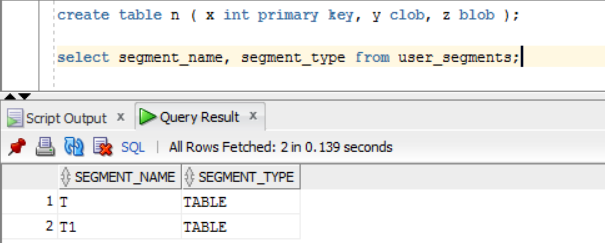 create table n ( x int primary key, y clob, z blob );
select segment_name, segment_type from user_segments;
Script Output x Query Result x
SQL | All Rows Fetched: 2 in 0.139 seconds
SEGMENT_NAME SEGMENT_TYPE
1 T TABLE
2 T1 TABLE